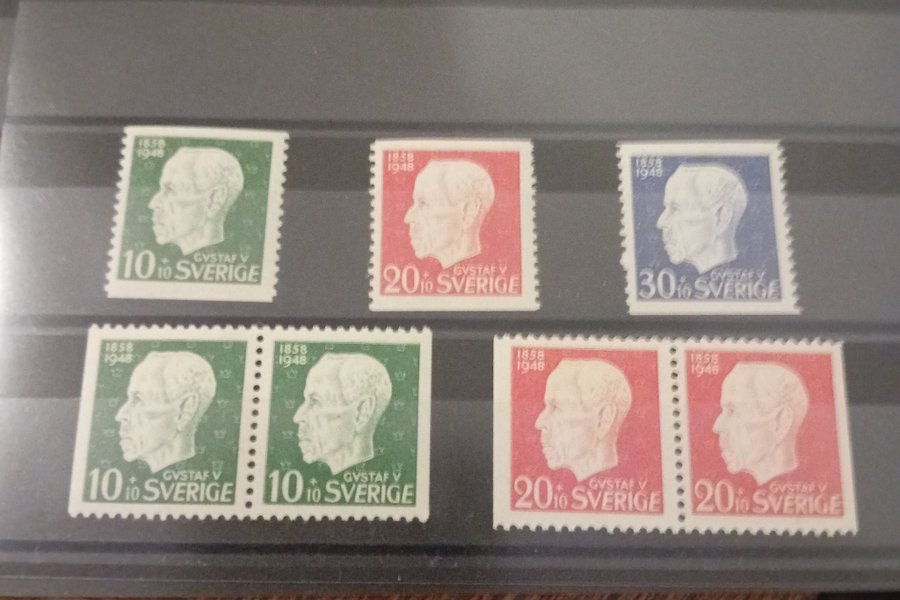 1858
1948
GVSTAF V
10+10 SVERIGE
1858
1948
GVSTAF V
20+10 SVERIGE
1858
1948
GVSTAF V
30+10 SVERIGE
1858
1948
GVSTAF V
10+10 SVERIGE
1858
1948
GVSTAF V
10+10 SVERIGE
1858
1948
GVSTAF V
20+10 SVERIGE
1858
1948
GVSTAF V
20+10 SVERIGE